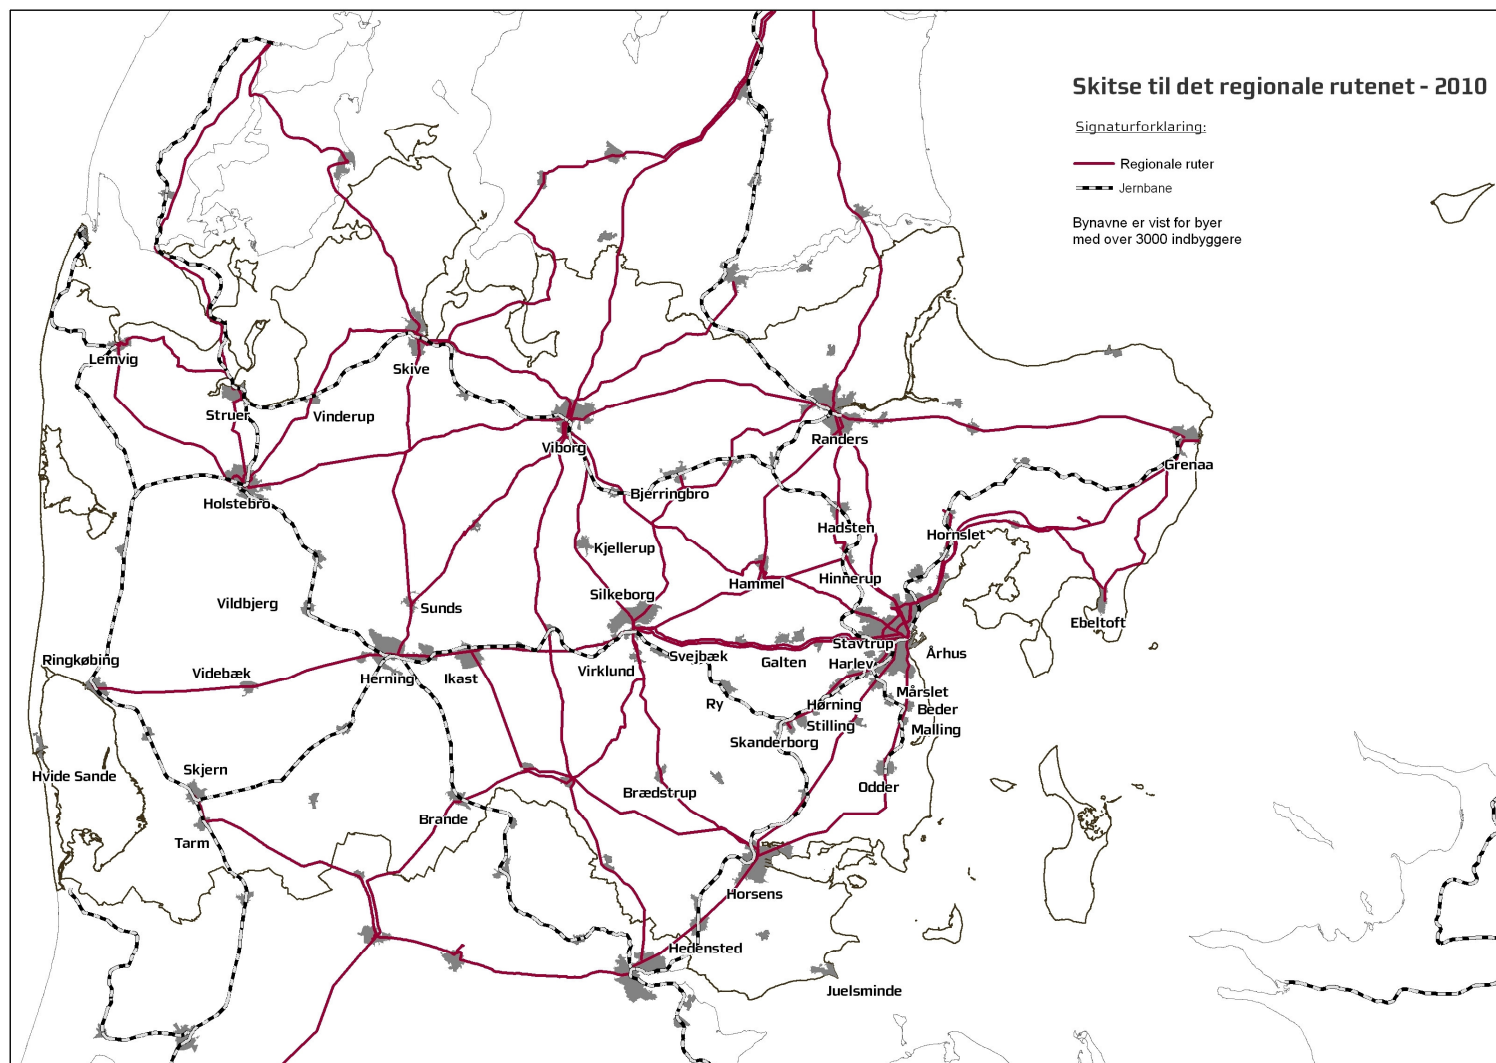 Skitse til det regionale rutenet - 2010
Signaturforklaring:
Regionale ruter
Jernbane
Bynavne er vist for byer
med over 3000 indbyggere
Lemvig
Skive
Struer
Vinderup
Viborg
Randers
Grenaa
Holstebro
Bjerringbro
Hadsten
Hornslet
Kjellerup
Hammel
Hinnerup
Silkeborg
Vildbjerg
Sunds
Ebeltoft
Stavtrup
Århus
Ringkøbing
Videbæk
Herning
Ikast
Virklund
Svejbæk
Galten
Harlev
Ry
Mårslet
Hørning
Beder
Stilling
Malling
Skanderborg
Hvide Sande
Skjern
Brædstrup
Odder
Brande
Tarm
Horsens
Hedensted
Juelsminde